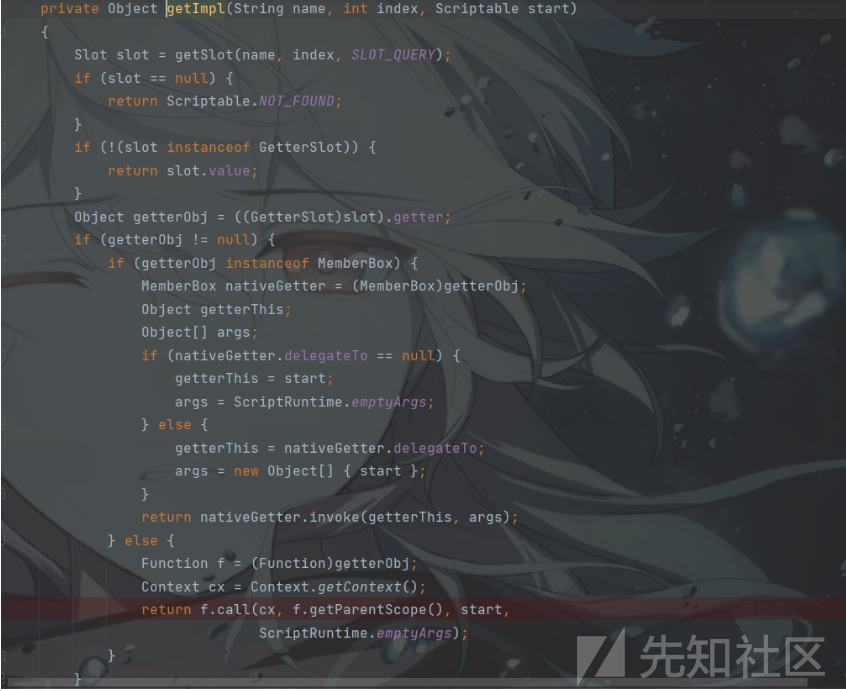 private Object getImpl(String name, int index, Scriptable start)
{
    Slot slot = getSlot(name, index, SLOT_QUERY);
    if (slot == null) {
        return Scriptable.NOT_FOUND;
    }
    if (!(slot instanceof GetterSlot)) {
        return slot.value;
    }
    Object getterObj = ((GetterSlot)slot).getter;
    if (getterObj != null) {
        if (getterObj instanceof MemberBox) {
            MemberBox nativeGetter = (MemberBox)getterObj;
            Object getterThis;
            Object[] args;
            if (nativeGetter.delegateTo == null) {
                getterThis = start;
                args = ScriptRuntime.emptyArgs;
            } else {
                getterThis = nativeGetter.delegateTo;
                args = new Object[] { start };
            }
            return nativeGetter.invoke(getterThis, args);
        } else {
            Function f = (Function)getterObj;
            Context cx = Context.getContext();
            return f.call(cx, f.getParentScope(), start,
                          ScriptRuntime.emptyArgs);
        }
    }
先知社区